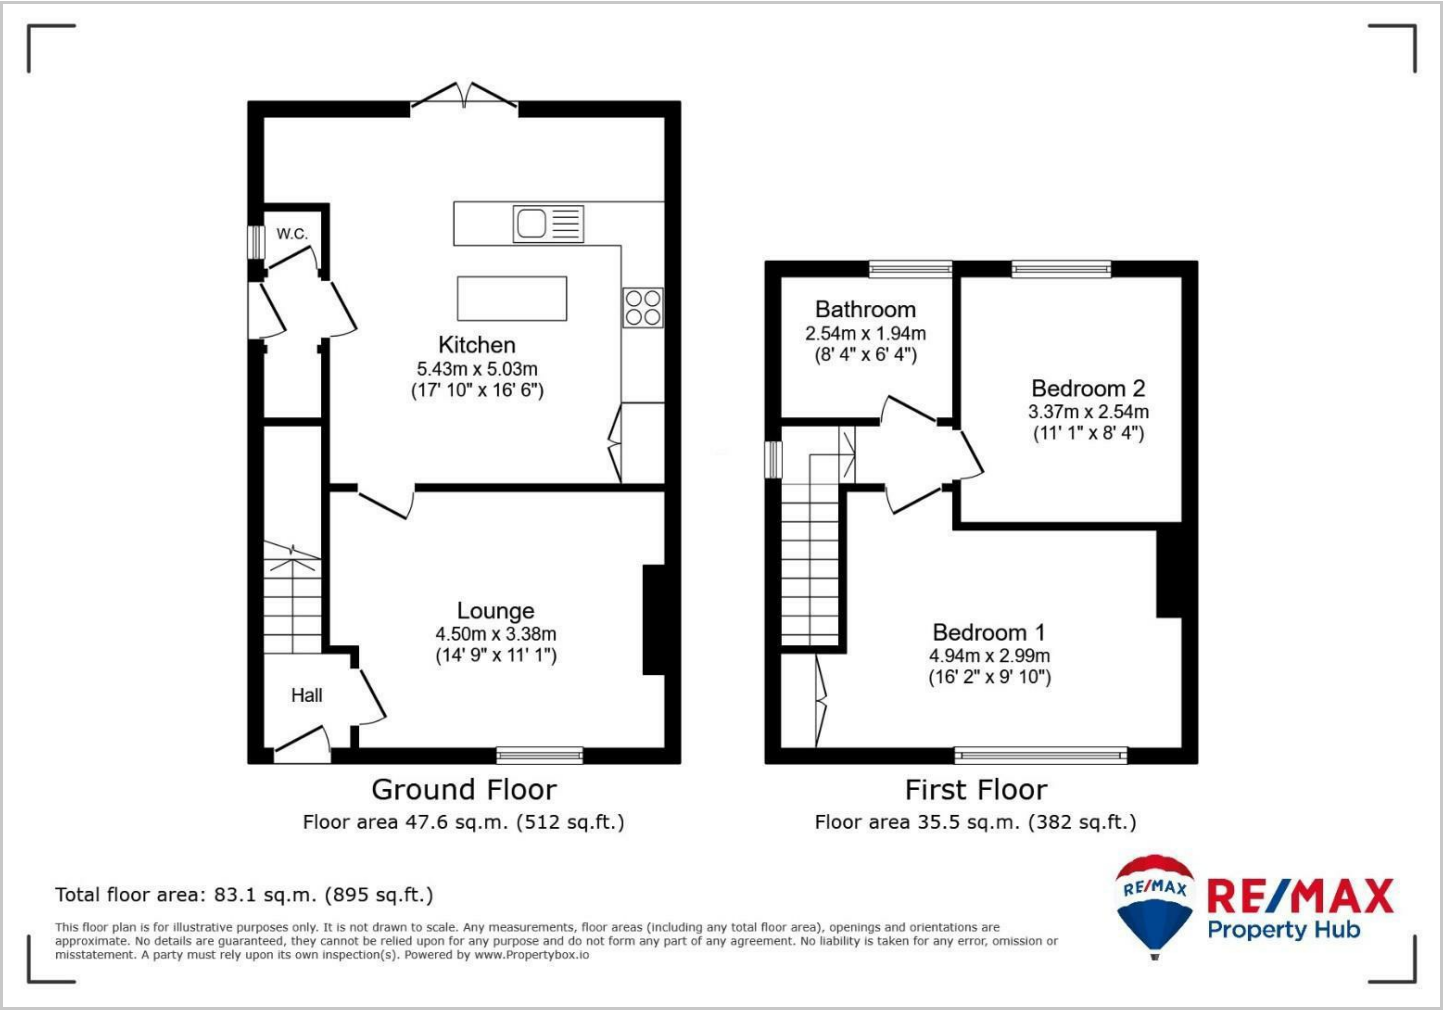 W.C.
Kitchen
5.43m x 5.03m
(17' 10" x 16' 6")
Lounge
4.50m x 3.38m
(14' 9" x 11' 1")
Hall
Ground Floor
Floor area 47.6 sq.m. (512 sq.ft.)
Bathroom
2.54m x 1.94m
(8' 4" x 6' 4")
Bedroom 2
3.37m x 2.54m
(11' 1" x 8' 4")
Bedroom 1
4.94m x 2.99m
(16' 2" x 9' 10")
First Floor
Floor area 35.5 sq.m. (382 sq.ft.)
Total floor area: 83.1 sq.m. (895 sq.ft.)
This floor plan is for illustrative purposes only. It is not drawn to scale. Any measurements, floor areas (including any total floor area), openings and orientations are
approximate. No details are guaranteed, they cannot be relied upon for any purpose and do not form any part of any agreement. No liability is taken for any error, omission or
misstatement. A party must rely upon its own inspection(s). Powered by www.Propertybox.io
RE/MAX
RE/MAX
Property Hub